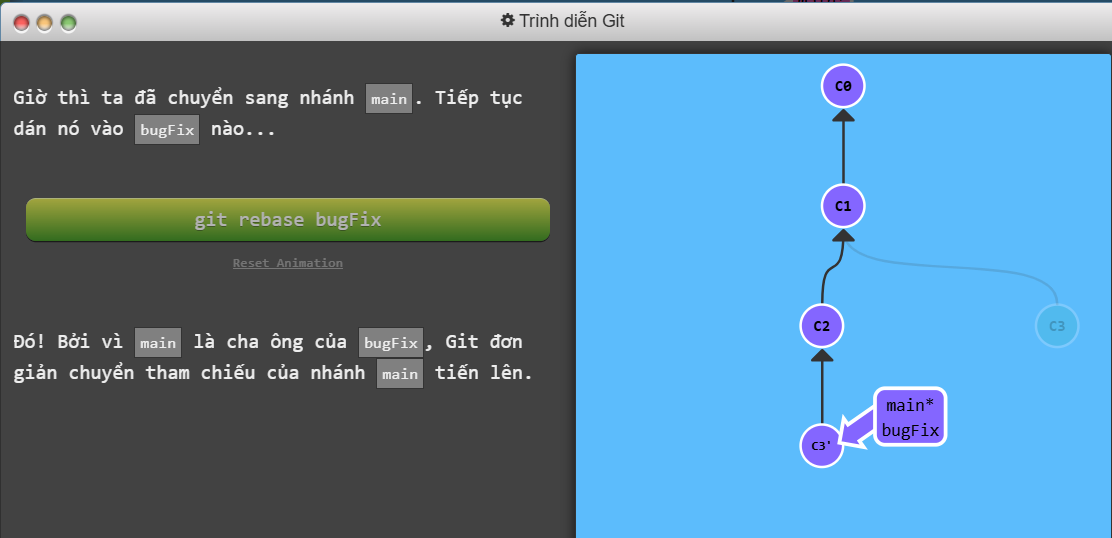 Trình diễn Git
Giờ thì ta đã chuyển sang nhánh main. Tiếp tục
dán nó vào bugFix nào...
git rebase bugFix
Reset Animation
Đó! Bởi vì main là cha ông của bugFix, Git đơn
giản chuyển tham chiếu của nhánh main tiến lên.
C0
C1
C2
C3
main*
bugFix
C3'